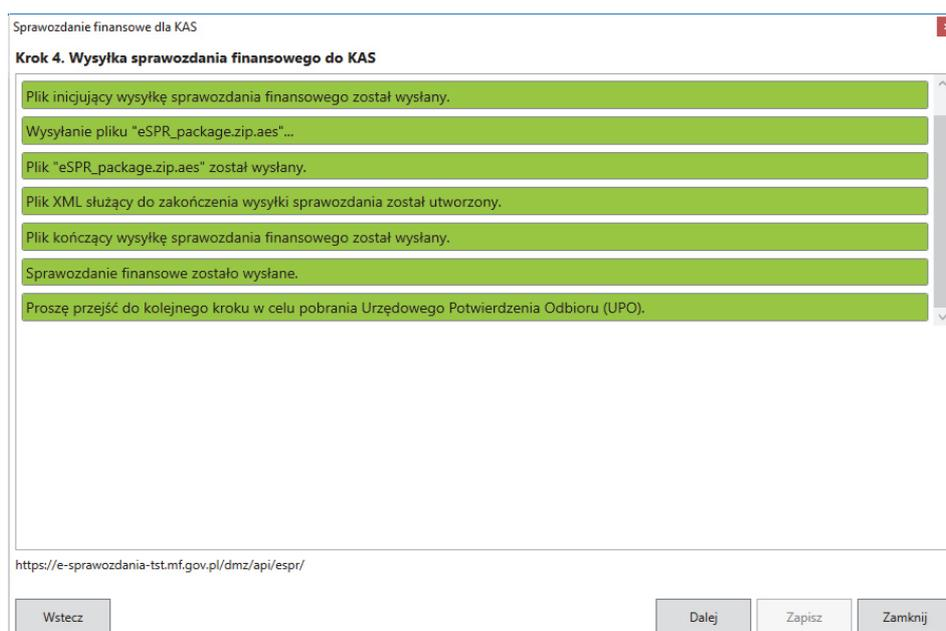 Sprawozdanie finansowe dla KAS
Krok 4. Wysyłka sprawozdania finansowego do KAS
Plik inicjujący wysyłkę sprawozdania finansowego został wysłany.
Wysyłanie pliku "eSPR_package.zip.aes"...
Plik "eSPR_package.zip.aes" został wysłany.
Plik XML służący do zakończenia wysyłki sprawozdania został utworzony.
Plik kończący wysyłkę sprawozdania finansowego został wysłany.
Sprawozdanie finansowe zostało wysłane.
Proszę przejść do kolejnego kroku w celu pobrania Urzędowego Potwierdzenia Odbioru (UPO).
https://e-sprawozdania-tst.mf.gov.pl/dmz/api/espr/
Wstecz Dalej Zapisz Zamknij